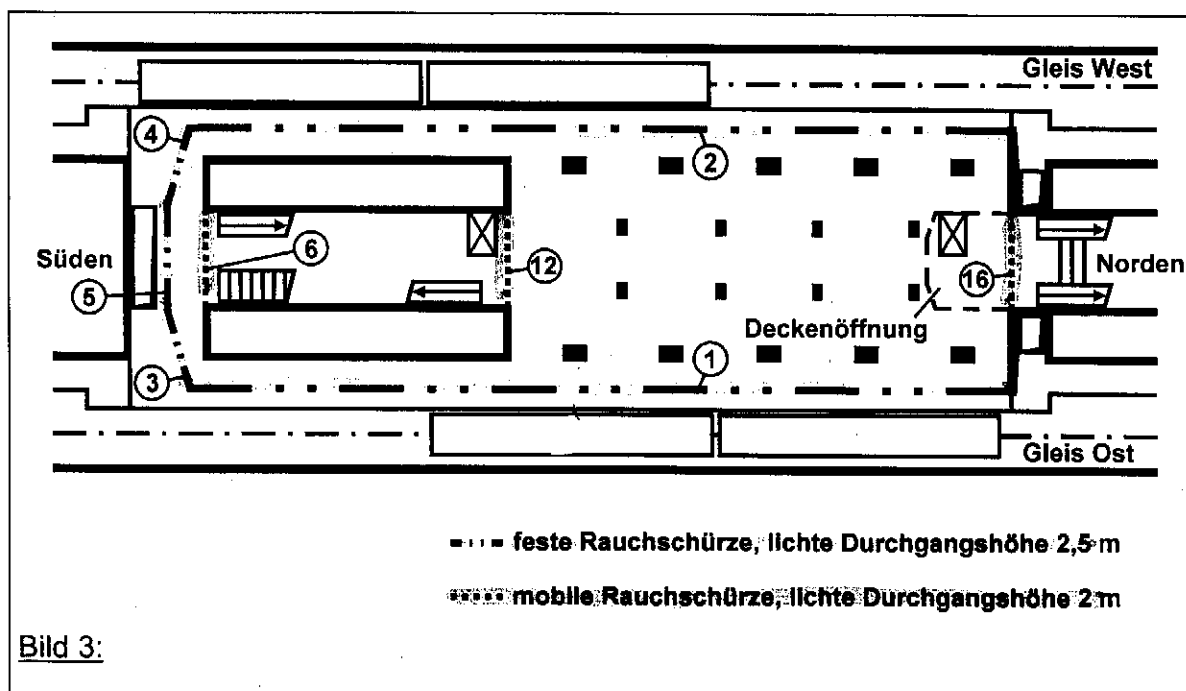 Gleis West
4
2
Süden
6
12
16
Norden
5
Deckenöffnung
3
1
Gleis Ost
feste Rauchschürze, lichte Durchgangshöhe 2,5 m
mobile Rauchschürze, lichte Durchgangshöhe 2 m
Bild 3: